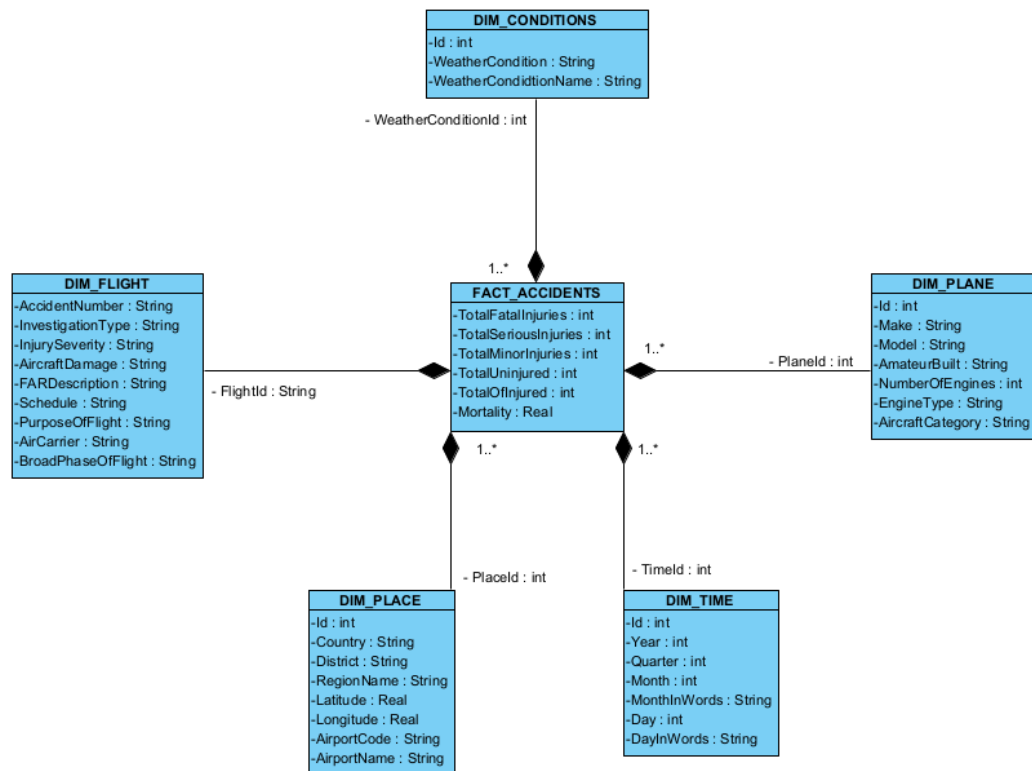 DIM_CONDITIONS
-Id : int
-WeatherCondition : String
-WeatherCondidtionName : String
- WeatherConditionId : int
1..*
DIM_FLIGHT
-AccidentNumber : String
-InvestigationType : String
-InjurySeverity : String
-AircraftDamage : String
-FARDescription : String
-Schedule : String
-PurposeOfFlight : String
-AirCarrier : String
-BroadPhaseOfFlight : String
- FlightId : String
FACT_ACCIDENTS
-TotalFatalInjuries : int
-TotalSeriousInjuries : int
-TotalMinorInjuries : int
-TotalUninjured : int
-TotalOfInjured : int
-Mortality : Real
1..*
- PlaneId : int
DIM_PLANE
-Id : int
-Make : String
-Model : String
-AmateurBuilt : String
-NumberOfEngines : int
-EngineType : String
-AircraftCategory : String
1..*
1..*
- PlaceId : int
- TimeId : int
DIM_PLACE
-Id : int
-Country : String
-District : String
-RegionName : String
-Latitude : Real
-Longitude : Real
-AirportCode : String
-AirportName : String
DIM_TIME
-Id : int
-Year : int
-Quarter : int
-Month : int
-MonthInWords : String
-Day : int
-DayInWords : String